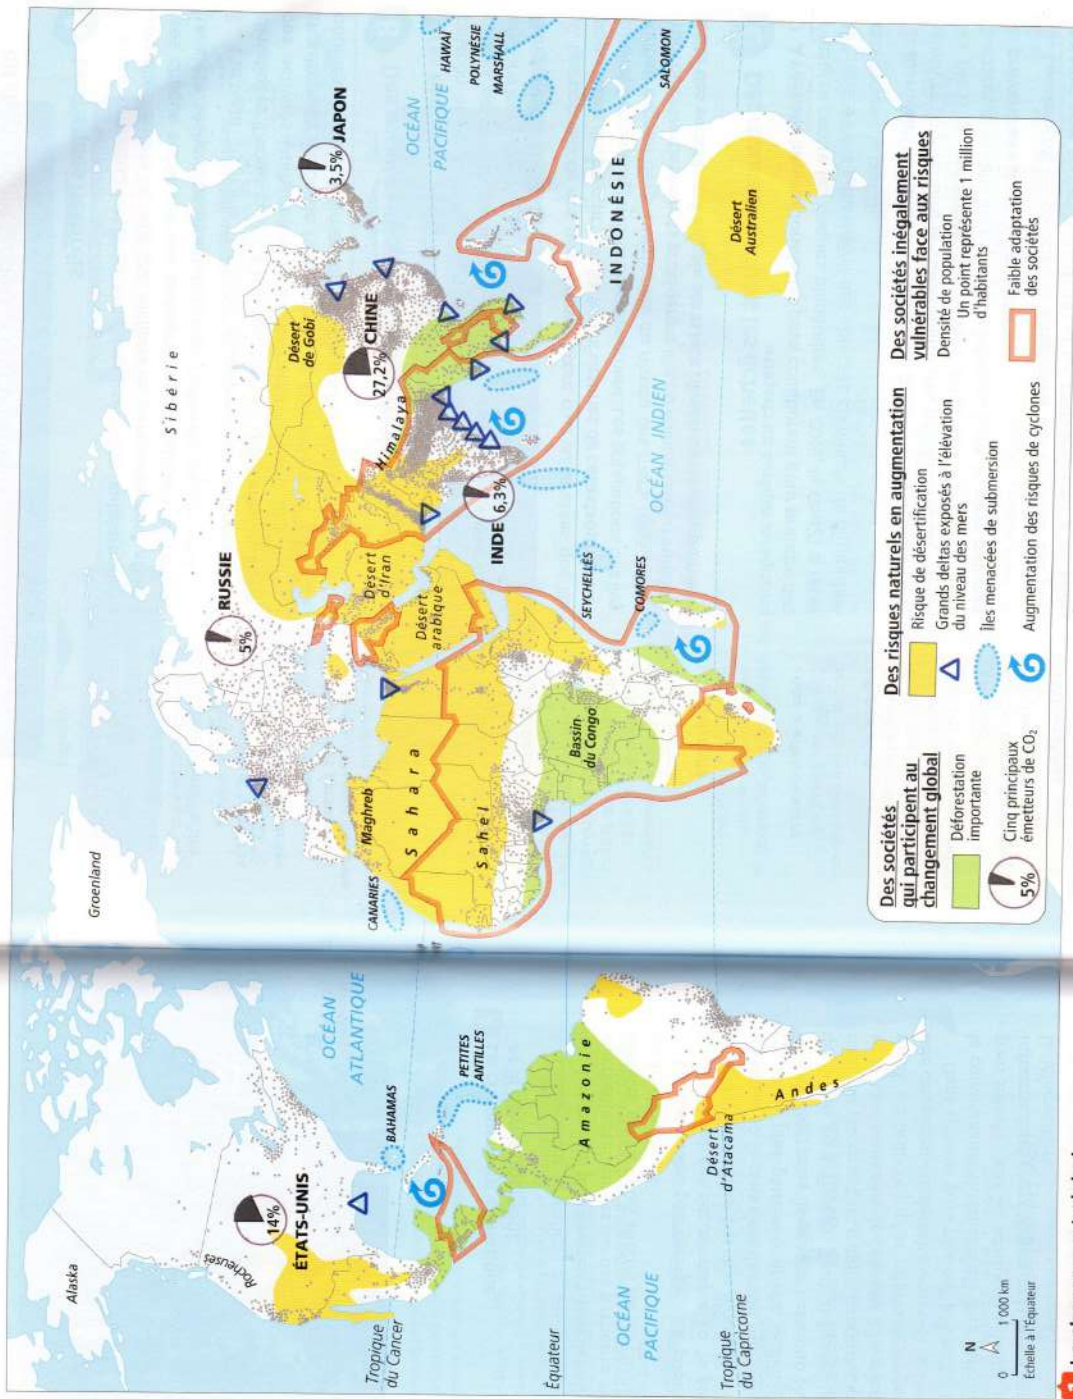 Groenland
Alaska
Sibérie
RUSSIE
5%
Rocheuses
14%
ÉTATS-UNIS
OCÉAN
ATLANTIQUE
BAHAMAS
PETITES
ANTILLES
Tropique
du Cancer
Équateur
OCÉAN
PACIFIQUE
Tropique
du Capricorne
Amazonie
Désert
d'Atacama
Andes
CANARIES
Maghreb
Sahara
Sahel
Bassin
du Congo
Désert
arabique
Désert
d'Iran
Désert
de Gobi
27,2%
CHINE
3,5%
JAPON
Himalaya
INDE
6,3%
SEYCHELLES
COMORES
OCÉAN INDIEN
OCÉAN
PACIFIQUE
HAWAÏ
POLYNÉSIE
MARSHALL
SALOMON
INDONÉSIE
Désert
Australien
N
0
1 000 km
Échelle à l'Équateur
Des sociétés
qui participent au
changement global
Déforestation
importante
5%
Cinq principaux
émetteurs de CO₂
Des risques naturels en augmentation
Risque de désertification
Grands deltas exposés à l'élévation
du niveau des mers
Îles menacées de submersion
Augmentation des risques de cyclones
Des sociétés inégalement
vulnérables face aux risques
Densité de population
Un point représente 1 million
d'habitants
Faible adaptation
des sociétés